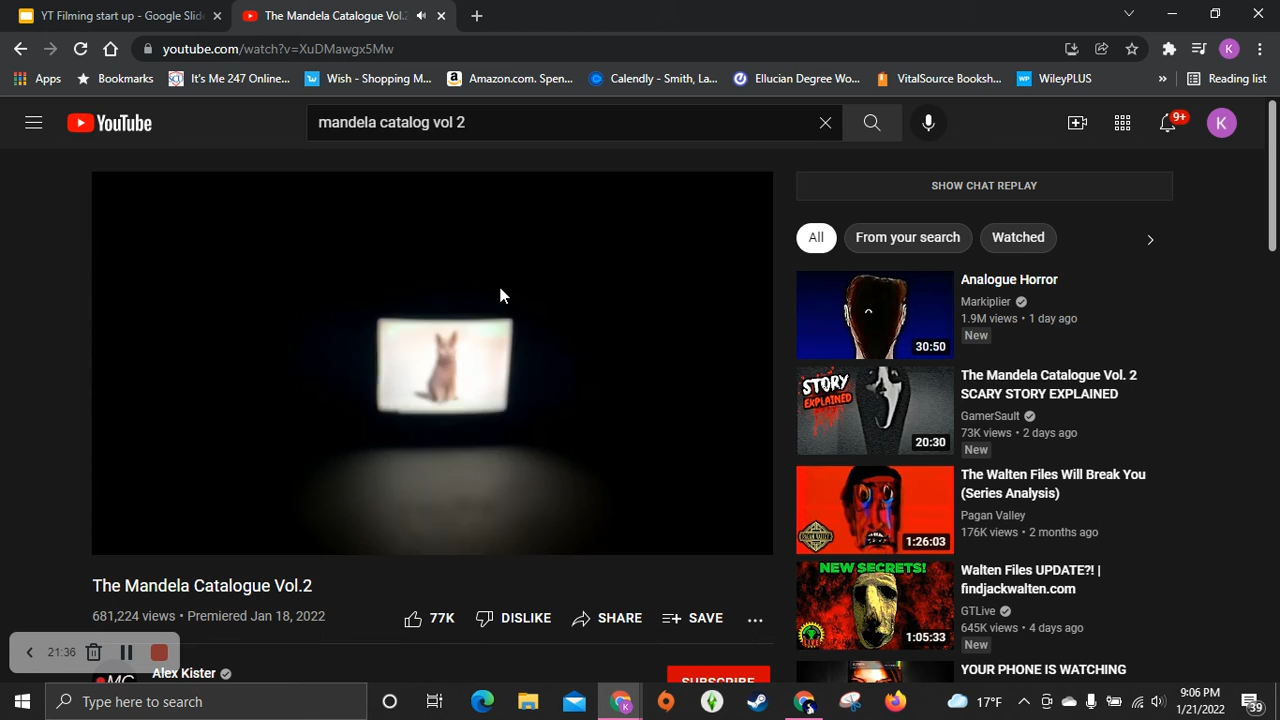 YT Filming start up - Google Slid
The Mandela Catalogue Vol.2
youtube.com/watch?v=XuDMawgx5Mw
Apps
Bookmarks
It's Me 247 Online...
Wish - Shopping M...
Amazon.com. Spen...
Calendly - Smith, La...
Ellucian Degree Wo...
VitalSource Booksh...
WileyPLUS
»
Reading list
YouTube
mandela catalog vol 2
9+
K
SHOW CHAT REPLAY
All
From your search
Watched
Analogue Horror
Markiplier
1.9M views • 1 day ago
New
30:50
STORY
EXPLAINED
20:30
The Mandela Catalogue Vol. 2
SCARY STORY EXPLAINED
GamerSault
73K views • 2 days ago
New
The Walten Files Will Break You
(Series Analysis)
Pagan Valley
176K views • 2 months ago
1:26:03
NEW SECRETS!
1:05:33
Walten Files UPDATE?! |
findjackwalten.com
GTLive
645K views • 4 days ago
New
YOUR PHONE IS WATCHING
The Mandela Catalogue Vol.2
681,224 views • Premiered Jan 18, 2022
77K
DISLIKE
SHARE
SAVE
21:36
Alex Kister
MC
SUBSCRIBE
Type here to search
17°F
9:06 PM
1/21/2022
39